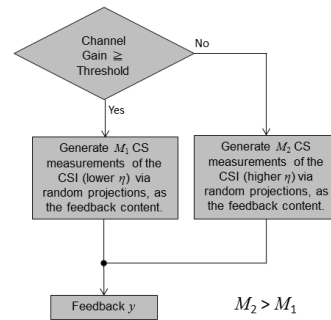 Channel
Gain ≧
Threshold
No
Yes
Generate M₁ CS
measurements of the
CSI (lower η) via
random projections, as
the feedback content.
Generate M₂ CS
measurements of the
CSI (higher η) via
random projections, as
the feedback content.
Feedback y
M₂ > M₁